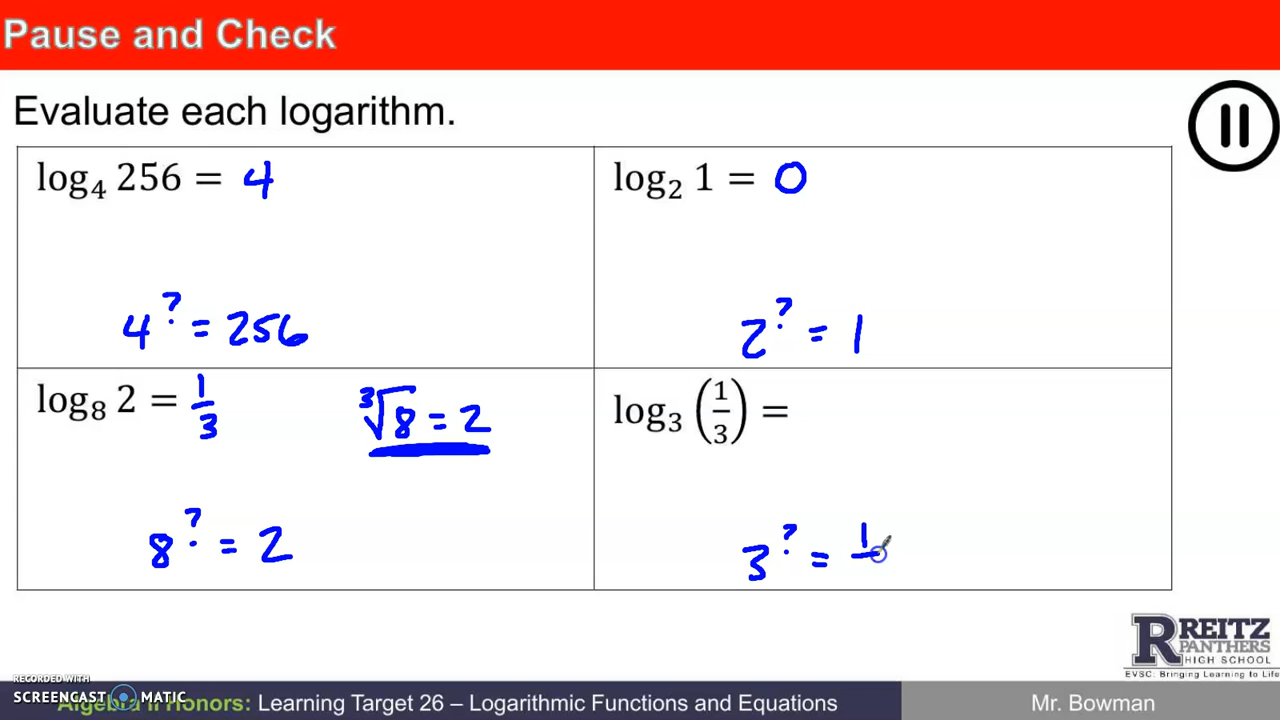 Pause and Check
Evaluate each logarithm.
log₄ 256 = 4
4^? = 256
log₂ 1 = 0
2^? = 1
log₈ 2 = 1/3
∛8 = 2
8^? = 2
log₃ (1/3) =
3^? = 1
R REITZ
PANTHERS
HIGH SCHOOL
EVSC: Bringing Learning to Life
RECORDED WITH
SCREENCAST MATIC
Algebra II Honors: Learning Target 26 – Logarithmic Functions and Equations
Mr. Bowman